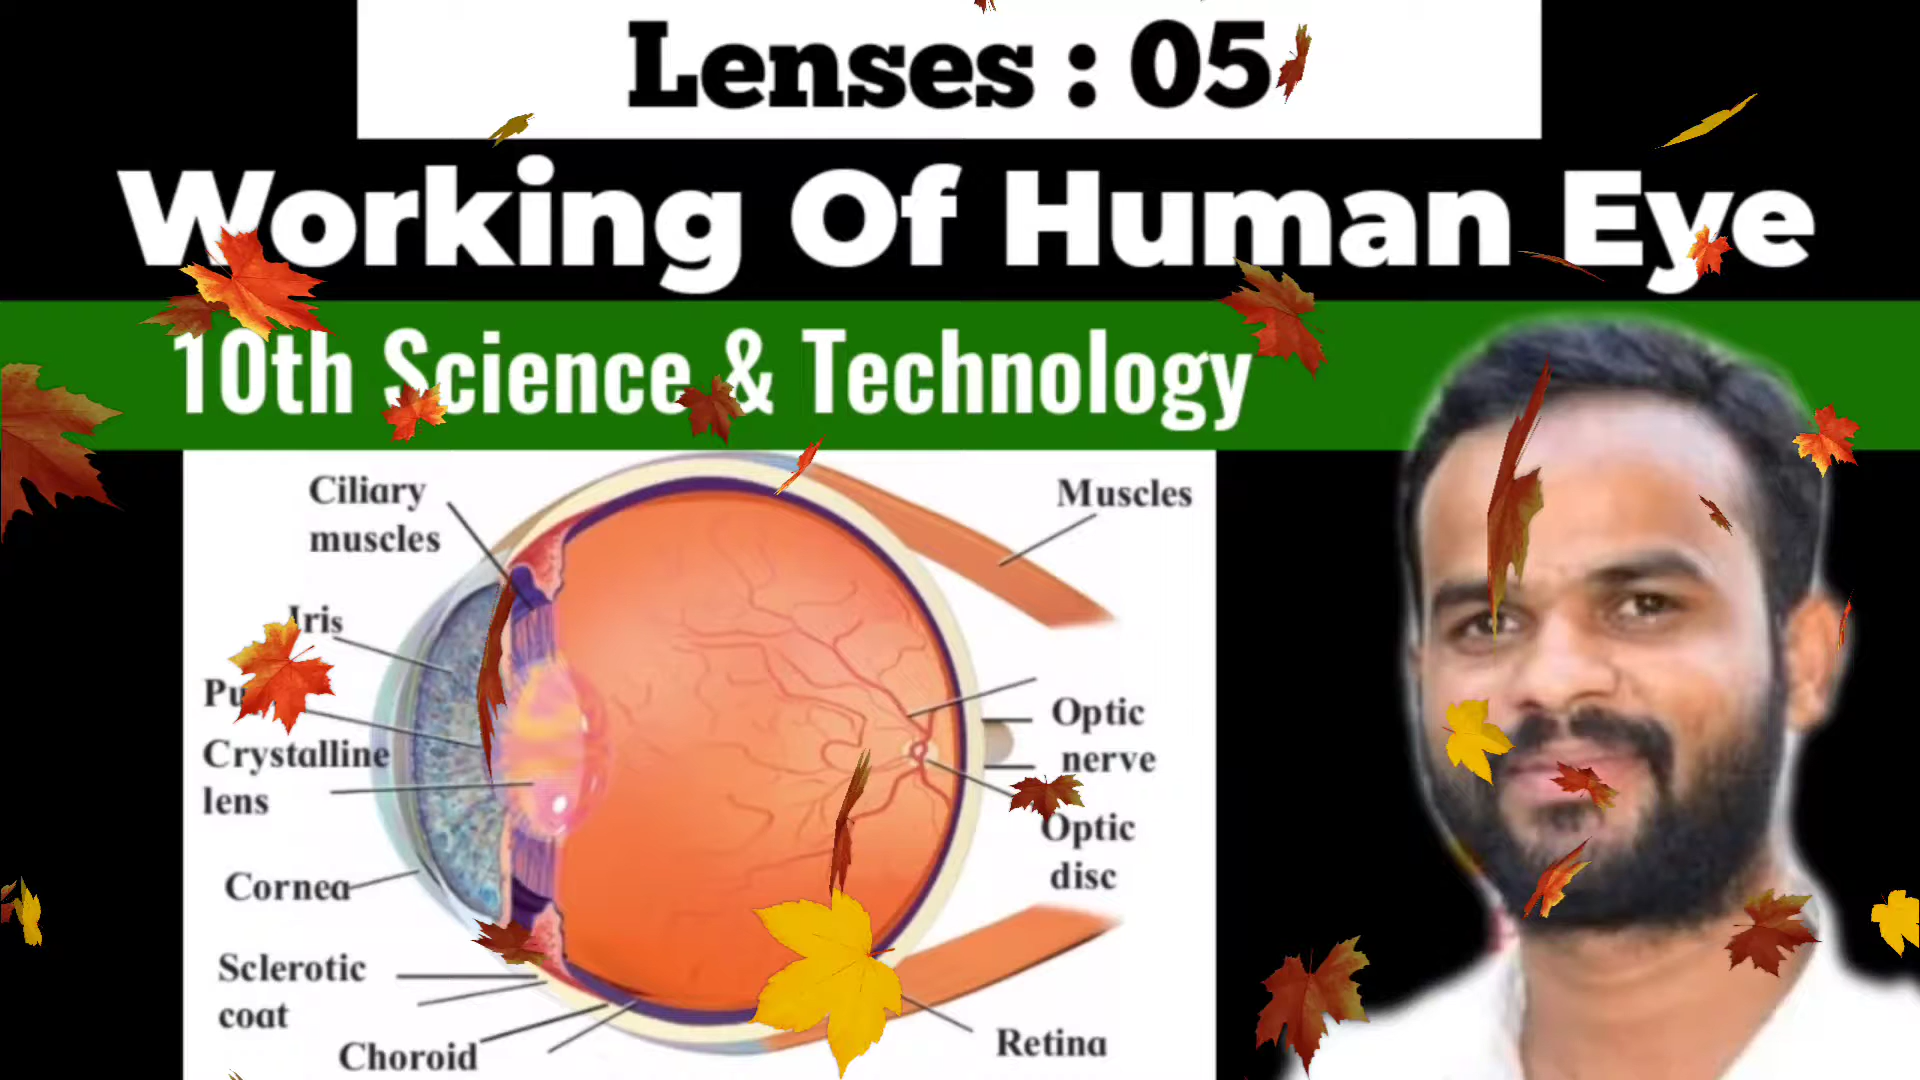 Lenses : 05
Working Of Human Eye
10th Science & Technology
Ciliary
muscles
Muscles
Iris
Optic
nerve
Crystalline
lens
Optic
disc
Cornea
Sclerotic
coat
Choroid
Retina